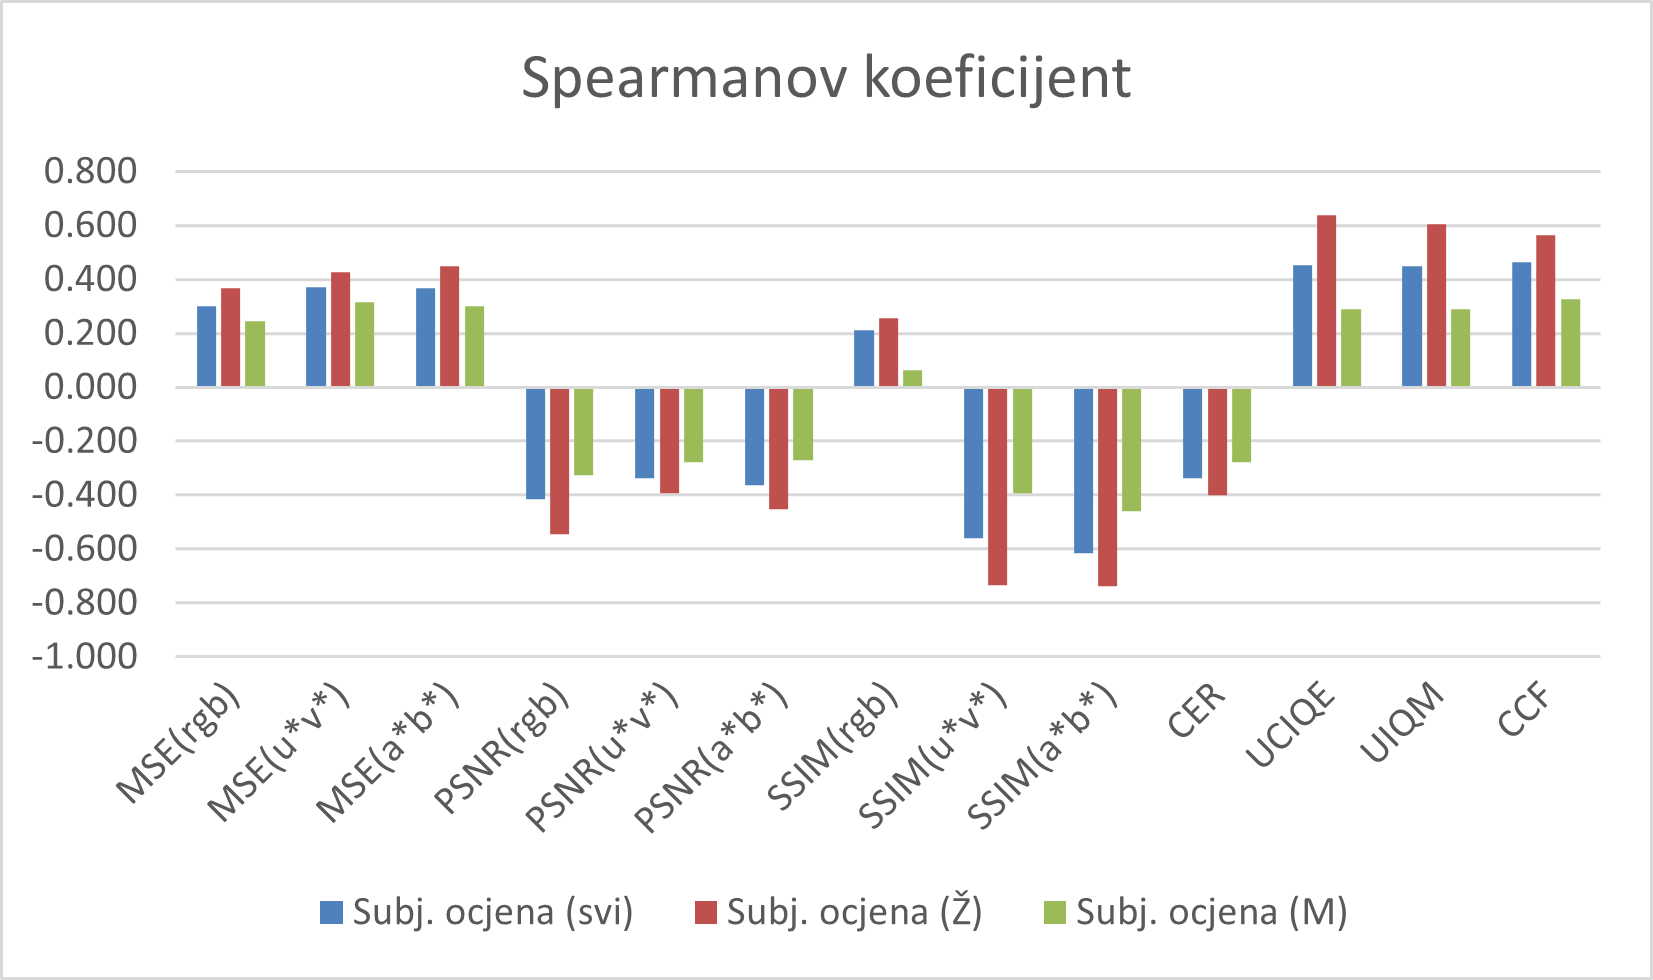 Spearmanov koeficijent
0.800
0.600
0.400
0.200
0.000
-0.200
-0.400
-0.600
-0.800
-1.000
MSE(rgb)
MSE(u*v*)
MSE(a*b*)
PSNR(rgb)
PSNR(u*v*)
PSNR(a*b*)
SSIM(rgb)
SSIM(u*v*)
SSIM(a*b*)
CER
UCIQE
UIQM
CCF
Subj. ocjena (svi)
Subj. ocjena (Ž)
Subj. ocjena (M)